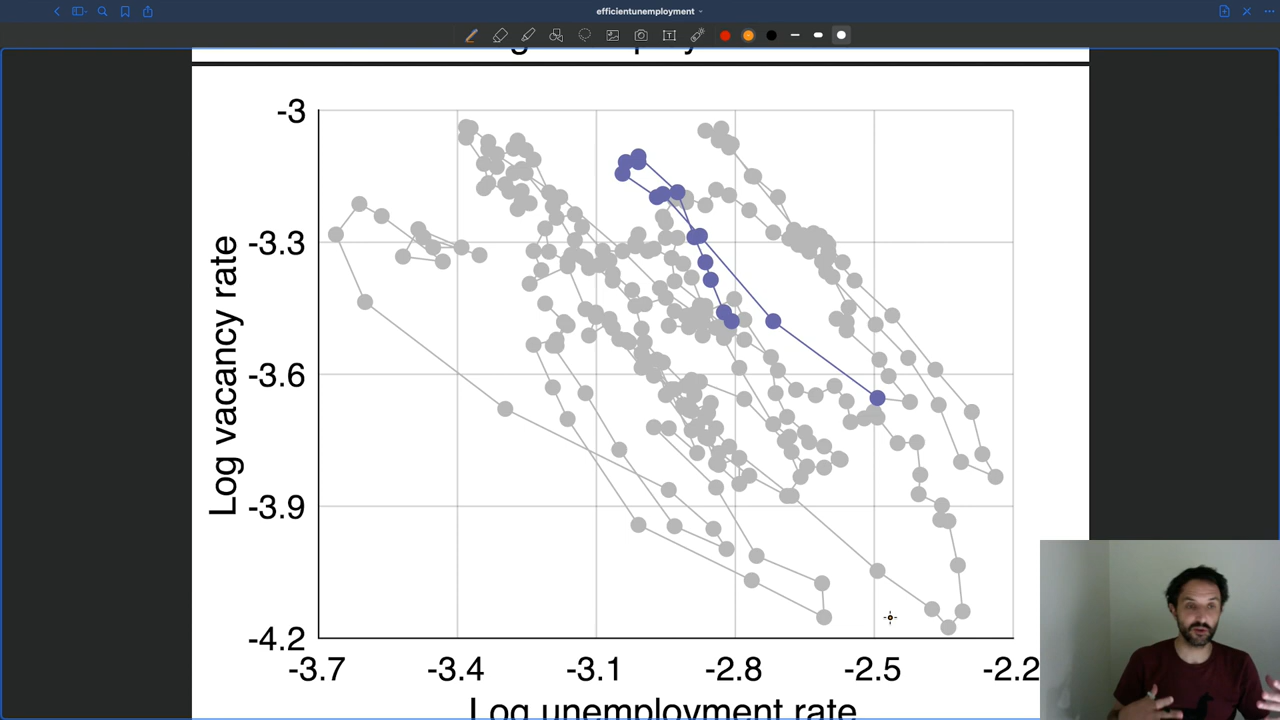 efficientunemployment
-3
-3.3
-3.6
-3.9
-4.2
Log vacancy rate
-3.7 -3.4 -3.1 -2.8 -2.5 -2.2
Log unemployment rate